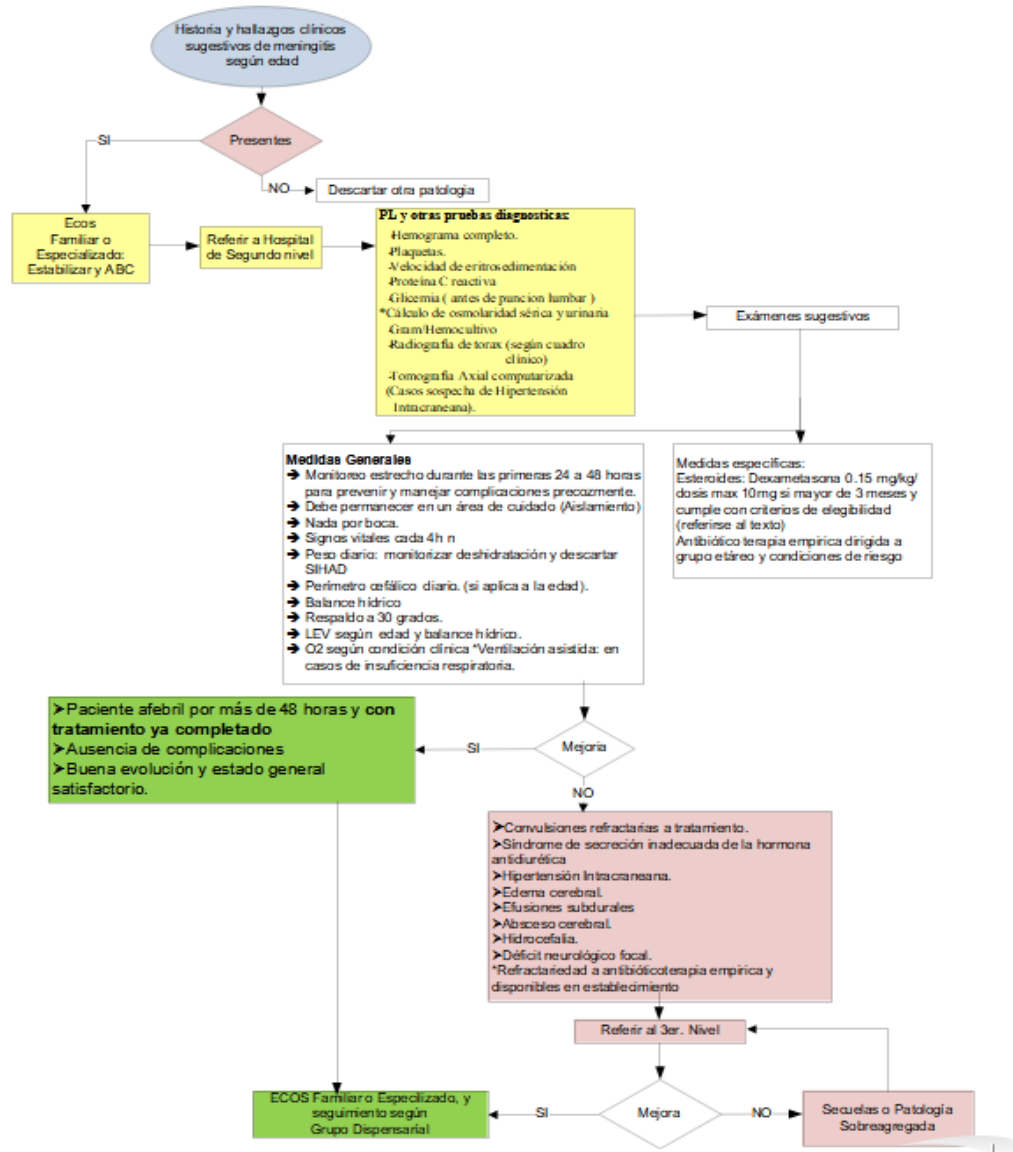 Historia y hallazgos clínicos
sugestivos de meningitis
según edad
Presentes
SI
NO
Descartar otra patología
Ecos
Familiar o
Especializado:
Estabilizar y ABC
Referir a Hospital
de Segundo nivel
PL y otras pruebas diagnosticas:
-Hemograma completo.
-Plaquetas.
-Velocidad de eritrosedimentación
-Proteína C reactiva
-Glicemia ( antes de puncion lumbar )
*Cálculo de osmolaridad sérica y urinaria
-Gram/Hemocultivo
-Radiografía de torax (según cuadro
clínico)
-Tomografía Axial computarizada
(Casos sospecha de Hipertensión
Intracraneana).
Exámenes sugestivos
Medidas Generales
➔ Monitoreo estrecho durante las primeras 24 a 48 horas
para prevenir y manejar complicaciones precozmente.
➔ Debe permanecer en un área de cuidado (Aislamiento)
➔ Nada por boca.
➔ Signos vitales cada 4h n
➔ Peso diario: monitorizar deshidratación y descartar
SIHAD
➔ Perímetro cefálico diario. (si aplica a la edad).
➔ Balance hídrico
➔ Respaldo a 30 grados.
➔ LEV según edad y balance hídrico.
➔ O2 según condición clínica *Ventilación asistida: en
casos de insuficiencia respiratoria.
Medidas específicas:
Esteroides: Dexametasona 0.15 mg/kg/
dosis max 10mg si mayor de 3 meses y
cumple con criterios de elegibilidad
(referirse al texto)
Antibiótico terapia empirica dirigida a
grupo etáreo y condiciones de riesgo
Mejoria
SI
NO
➤Paciente afebril por más de 48 horas y con
tratamiento ya completado
➤Ausencia de complicaciones
➤Buena evolución y estado general
satisfactorio.
➤Convulsiones refractarias a tratamiento.
➤Síndrome de secreción inadecuada de la hormona
antidiurética
➤Hipertensión Intracraneana.
➤Edema cerebral.
➤Efusiones subdurales
➤Absceso cerebral.
➤Hidrocefalia.
➤Déficit neurológico focal.
*Refractariedad a antibióticoterapia empirica y
disponibles en establecimiento
Referir al 3er. Nivel
Mejora
SI
NO
ECOS Familiar o Especilizado, y
seguimiento según
Grupo Dispensarial
Secuelas o Patología
Sobreagregada